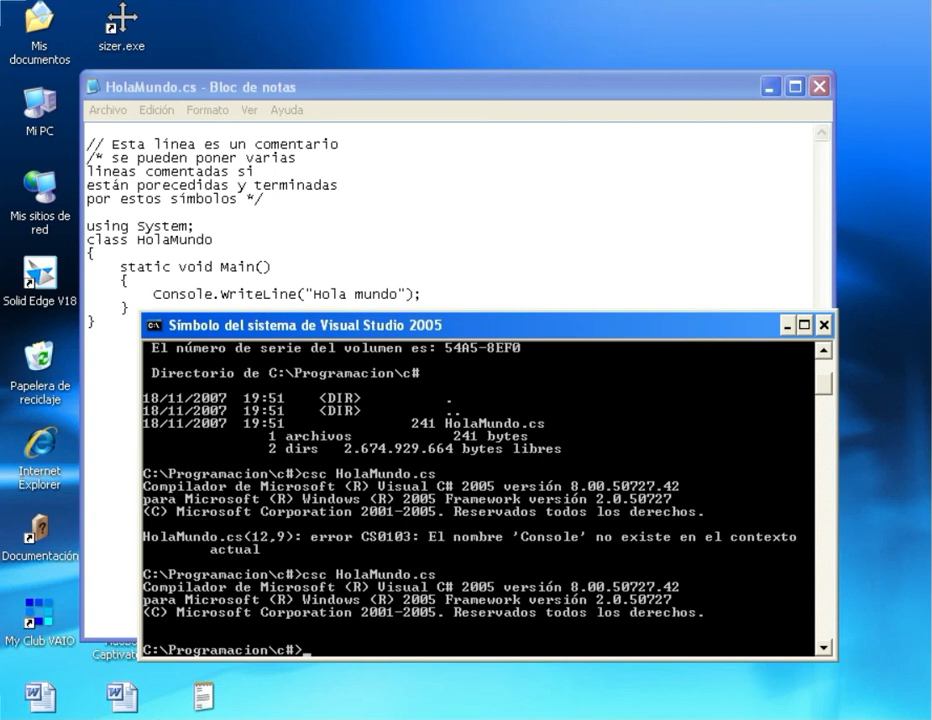 Mis
documentos
sizer.exe
Mi PC
Mis sitios de
red
Solid Edge V18
Papelera de
reciclaje
Internet
Explorer
Documentación
My Club VAIO
HolaMundo.cs - Bloc de notas
Archivo Edición Formato Ver Ayuda
// Esta línea es un comentario
/* se pueden poner varias
lineas comentadas si
están porecedidas y terminadas
por estos símbolos */
using System;
class HolaMundo
{
static void Main()
{
Console.WriteLine("Hola mundo");
}
}
Símbolo del sistema de Visual Studio 2005
El número de serie del volumen es: 54A5-8EF0
Directorio de C:\Programacion\c#
18/11/2007 19:51 <DIR> .
18/11/2007 19:51 <DIR> ..
18/11/2007 19:51 241 HolaMundo.cs
1 archivos 241 bytes
2 dirs 2.674.929.664 bytes libres
C:\Programacion\c#>csc HolaMundo.cs
Compilador de Microsoft (R) Visual C# 2005 versión 8.00.50727.42
para Microsoft (R) Windows (R) 2005 Framework versión 2.0.50727
(C) Microsoft Corporation 2001-2005. Reservados todos los derechos.
HolaMundo.cs(12,9): error CS0103: El nombre 'Console' no existe en el contexto
actual
C:\Programacion\c#>csc HolaMundo.cs
Compilador de Microsoft (R) Visual C# 2005 versión 8.00.50727.42
para Microsoft (R) Windows (R) 2005 Framework versión 2.0.50727
(C) Microsoft Corporation 2001-2005. Reservados todos los derechos.
C:\Programacion\c#>_